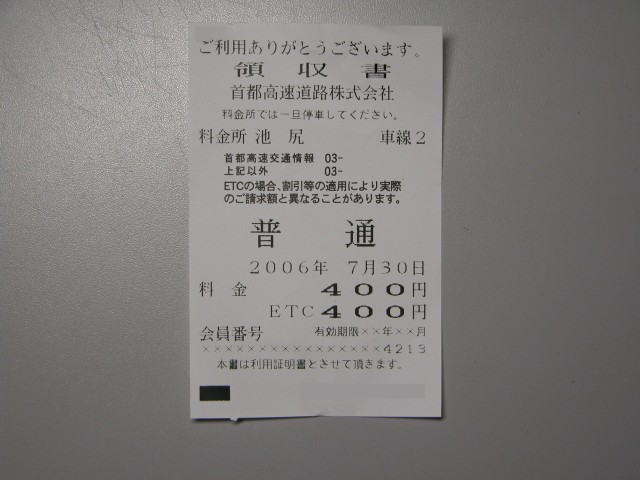 ご利用ありがとうございます。
領収書
首都高速道路株式会社
料金所では一旦停車してください。
料金所 池尻 車線2
首都高速交通情報 03-
上記以外 03-
ETCの場合、割引等の適用により実際
のご請求額と異なることがあります。
普通
2006年 7月30日
料金 400円
ETC 400円
会員番号 有効期限××年××月
××××××××××××××××4213
本書は利用証明書とさせて頂きます。